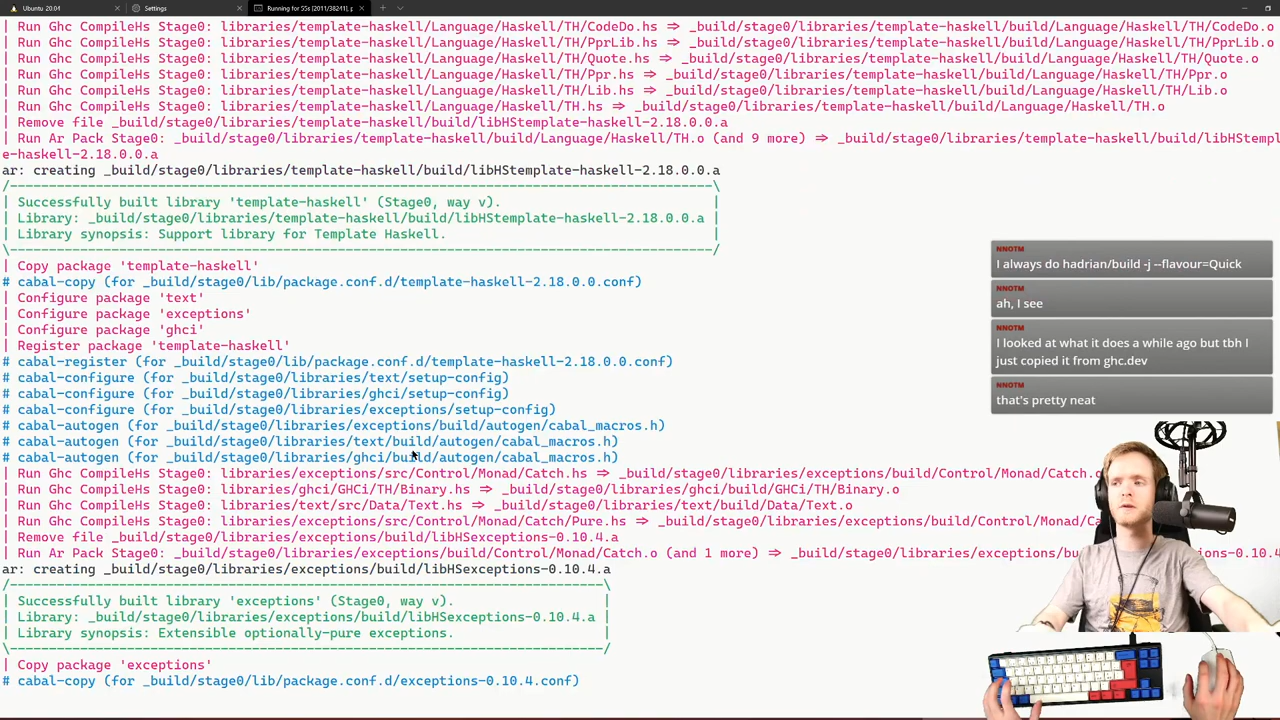 Ubuntu 20.04
Settings
Running for 55s [2011/3824], p
| Run Ghc CompileHs Stage0: libraries/template-haskell/Language/Haskell/TH/CodeDo.hs => _build/stage0/libraries/template-haskell/build/Language/Haskell/TH/CodeDo.o
| Run Ghc CompileHs Stage0: libraries/template-haskell/Language/Haskell/TH/PprLib.hs => _build/stage0/libraries/template-haskell/build/Language/Haskell/TH/PprLib.o
| Run Ghc CompileHs Stage0: libraries/template-haskell/Language/Haskell/TH/Quote.hs => _build/stage0/libraries/template-haskell/build/Language/Haskell/TH/Quote.o
| Run Ghc CompileHs Stage0: libraries/template-haskell/Language/Haskell/TH/Ppr.hs => _build/stage0/libraries/template-haskell/build/Language/Haskell/TH/Ppr.o
| Run Ghc CompileHs Stage0: libraries/template-haskell/Language/Haskell/TH/Lib.hs => _build/stage0/libraries/template-haskell/build/Language/Haskell/TH/Lib.o
| Run Ghc CompileHs Stage0: libraries/template-haskell/Language/Haskell/TH.hs => _build/stage0/libraries/template-haskell/build/Language/Haskell/TH.o
| Remove file _build/stage0/libraries/template-haskell/build/libHStemplate-haskell-2.18.0.0.a
| Run Ar Pack Stage0: _build/stage0/libraries/template-haskell/build/Language/Haskell/TH.o (and 9 more) => _build/stage0/libraries/template-haskell/build/libHStempl
e-haskell-2.18.0.0.a
ar: creating _build/stage0/libraries/template-haskell/build/libHStemplate-haskell-2.18.0.0.a
/------------------------------------------------------------------------------------------\
| Successfully built library 'template-haskell' (Stage0, way v). |
| Library: _build/stage0/libraries/template-haskell/build/libHStemplate-haskell-2.18.0.0.a |
| Library synopsis: Support library for Template Haskell. |
\------------------------------------------------------------------------------------------/
| Copy package 'template-haskell'
# cabal-copy (for _build/stage0/lib/package.conf.d/template-haskell-2.18.0.0.conf)
| Configure package 'text'
| Configure package 'exceptions'
| Configure package 'ghci'
| Register package 'template-haskell'
# cabal-register (for _build/stage0/lib/package.conf.d/template-haskell-2.18.0.0.conf)
# cabal-configure (for _build/stage0/libraries/text/setup-config)
# cabal-configure (for _build/stage0/libraries/ghci/setup-config)
# cabal-configure (for _build/stage0/libraries/exceptions/setup-config)
# cabal-autogen (for _build/stage0/libraries/exceptions/build/autogen/cabal_macros.h)
# cabal-autogen (for _build/stage0/libraries/text/build/autogen/cabal_macros.h)
# cabal-autogen (for _build/stage0/libraries/ghci/build/autogen/cabal_macros.h)
| Run Ghc CompileHs Stage0: libraries/exceptions/src/Control/Monad/Catch.hs => _build/stage0/libraries/exceptions/build/Control/Monad/Catch.o
| Run Ghc CompileHs Stage0: libraries/ghci/GHCi/TH/Binary.hs => _build/stage0/libraries/ghci/build/GHCi/TH/Binary.o
| Run Ghc CompileHs Stage0: libraries/text/src/Data/Text.hs => _build/stage0/libraries/text/build/Data/Text.o
| Run Ghc CompileHs Stage0: libraries/exceptions/src/Control/Monad/Catch/Pure.hs => _build/stage0/libraries/exceptions/build/Control/Monad/Ca
| Remove file _build/stage0/libraries/exceptions/build/libHSexceptions-0.10.4.a
| Run Ar Pack Stage0: _build/stage0/libraries/exceptions/build/Control/Monad/Catch.o (and 1 more) => _build/stage0/libraries/exceptions/bu
ar: creating _build/stage0/libraries/exceptions/build/libHSexceptions-0.10.4.a
/----------------------------------------------------------------------------\
| Successfully built library 'exceptions' (Stage0, way v). |
| Library: _build/stage0/libraries/exceptions/build/libHSexceptions-0.10.4.a |
| Library synopsis: Extensible optionally-pure exceptions. |
\----------------------------------------------------------------------------/
| Copy package 'exceptions'
# cabal-copy (for _build/stage0/lib/package.conf.d/exceptions-0.10.4.conf)
NNOTM
I always do hadrian/build -j --flavour=Quick
NNOTM
ah, I see
NNOTM
I looked at what it does a while ago but tbh I
just copied it from ghc.dev
NNOTM
that's pretty neat